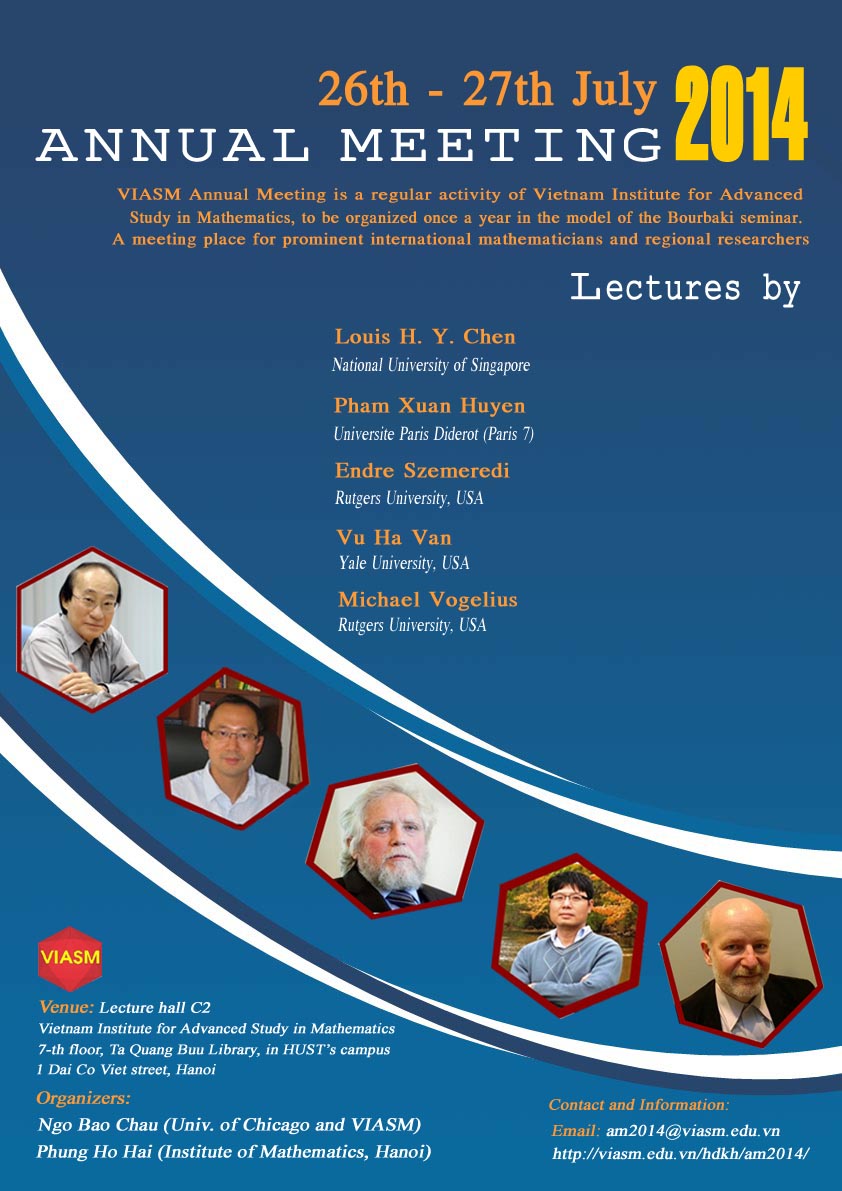 26th - 27th July 2014
ANNUAL MEETING
VIASM Annual Meeting is a regular activity of Vietnam Institute for Advanced
Study in Mathematics, to be organized once a year in the model of the Bourbaki seminar.
A meeting place for prominent international mathematicians and regional researchers
Lectures by
Louis H. Y. Chen
National University of Singapore
Pham Xuan Huyen
Universite Paris Diderot (Paris 7)
Endre Szemeredi
Rutgers University, USA
Vu Ha Van
Yale University, USA
Michael Vogelius
Rutgers University, USA
VIASM
Venue: Lecture hall C2
Vietnam Institute for Advanced Study in Mathematics
7-th floor, Ta Quang Buu Library, in HUST's campus
1 Dai Co Viet street, Hanoi
Organizers:
Ngo Bao Chau (Univ. of Chicago and VIASM)
Phung Ho Hai (Institute of Mathematics, Hanoi)
Contact and Information:
Email: am2014@viasm.edu.vn
http://viasm.edu.vn/hdkh/am2014/